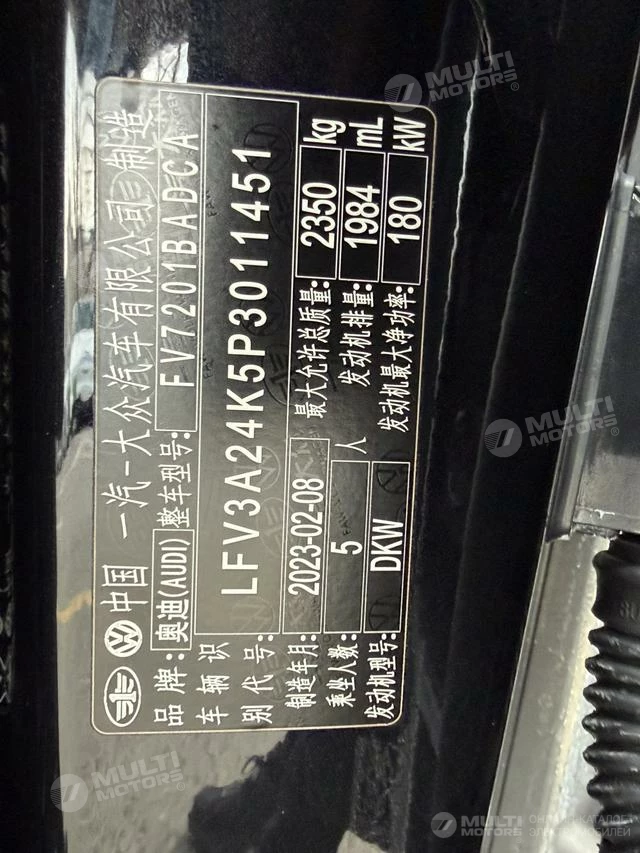 中国 一汽-大众汽车有限公司 制造
品牌: 奥迪(AUDI) 整车型号: FV7201BADCA
车辆识别代号: LFV3A24K5P3011451
制造年月: 2023-02-08 最大允许总质量: 2350 kg
乘坐人数: 5 人 发动机排量: 1984 mL
发动机型号: DKW 发动机最大净功率: 180 kW
MULTI
MOTORS®
MULTI
MOTORS
MULTI
MOTORS
MULTI
MOTORS
ОНЛАЙН-КАТАЛОГ
ЭЛЕКТРОМОБИЛЕЙ